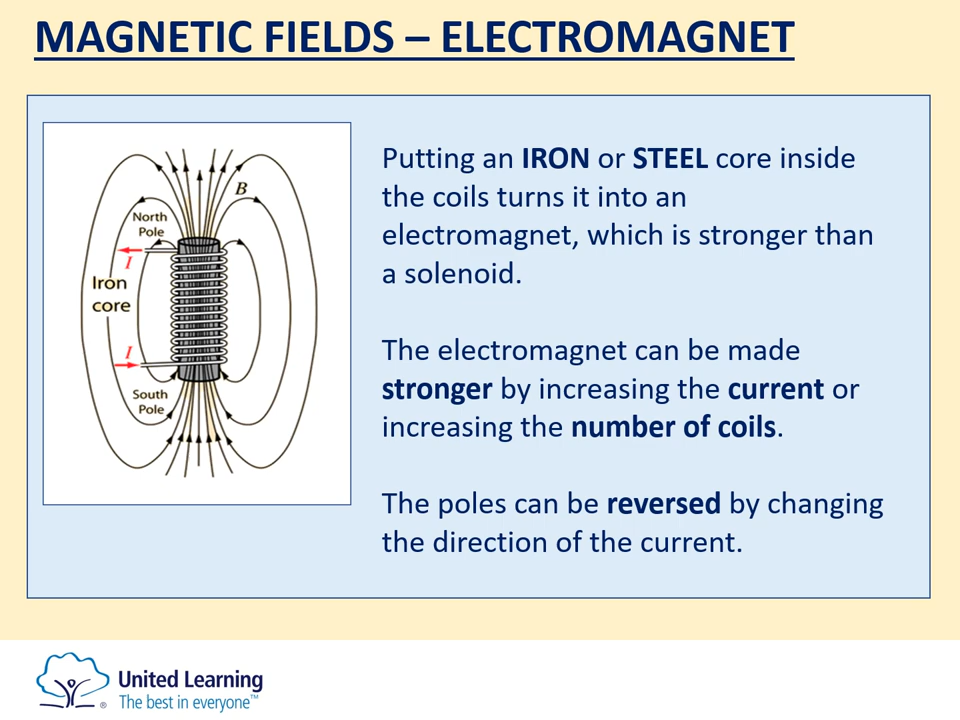 MAGNETIC FIELDS – ELECTROMAGNET
B
North
Pole
I
Iron
core
I
South
Pole
Putting an IRON or STEEL core inside
the coils turns it into an
electromagnet, which is stronger than
a solenoid.
The electromagnet can be made
stronger by increasing the current or
increasing the number of coils.
The poles can be reversed by changing
the direction of the current.
United Learning
The best in everyone™
®